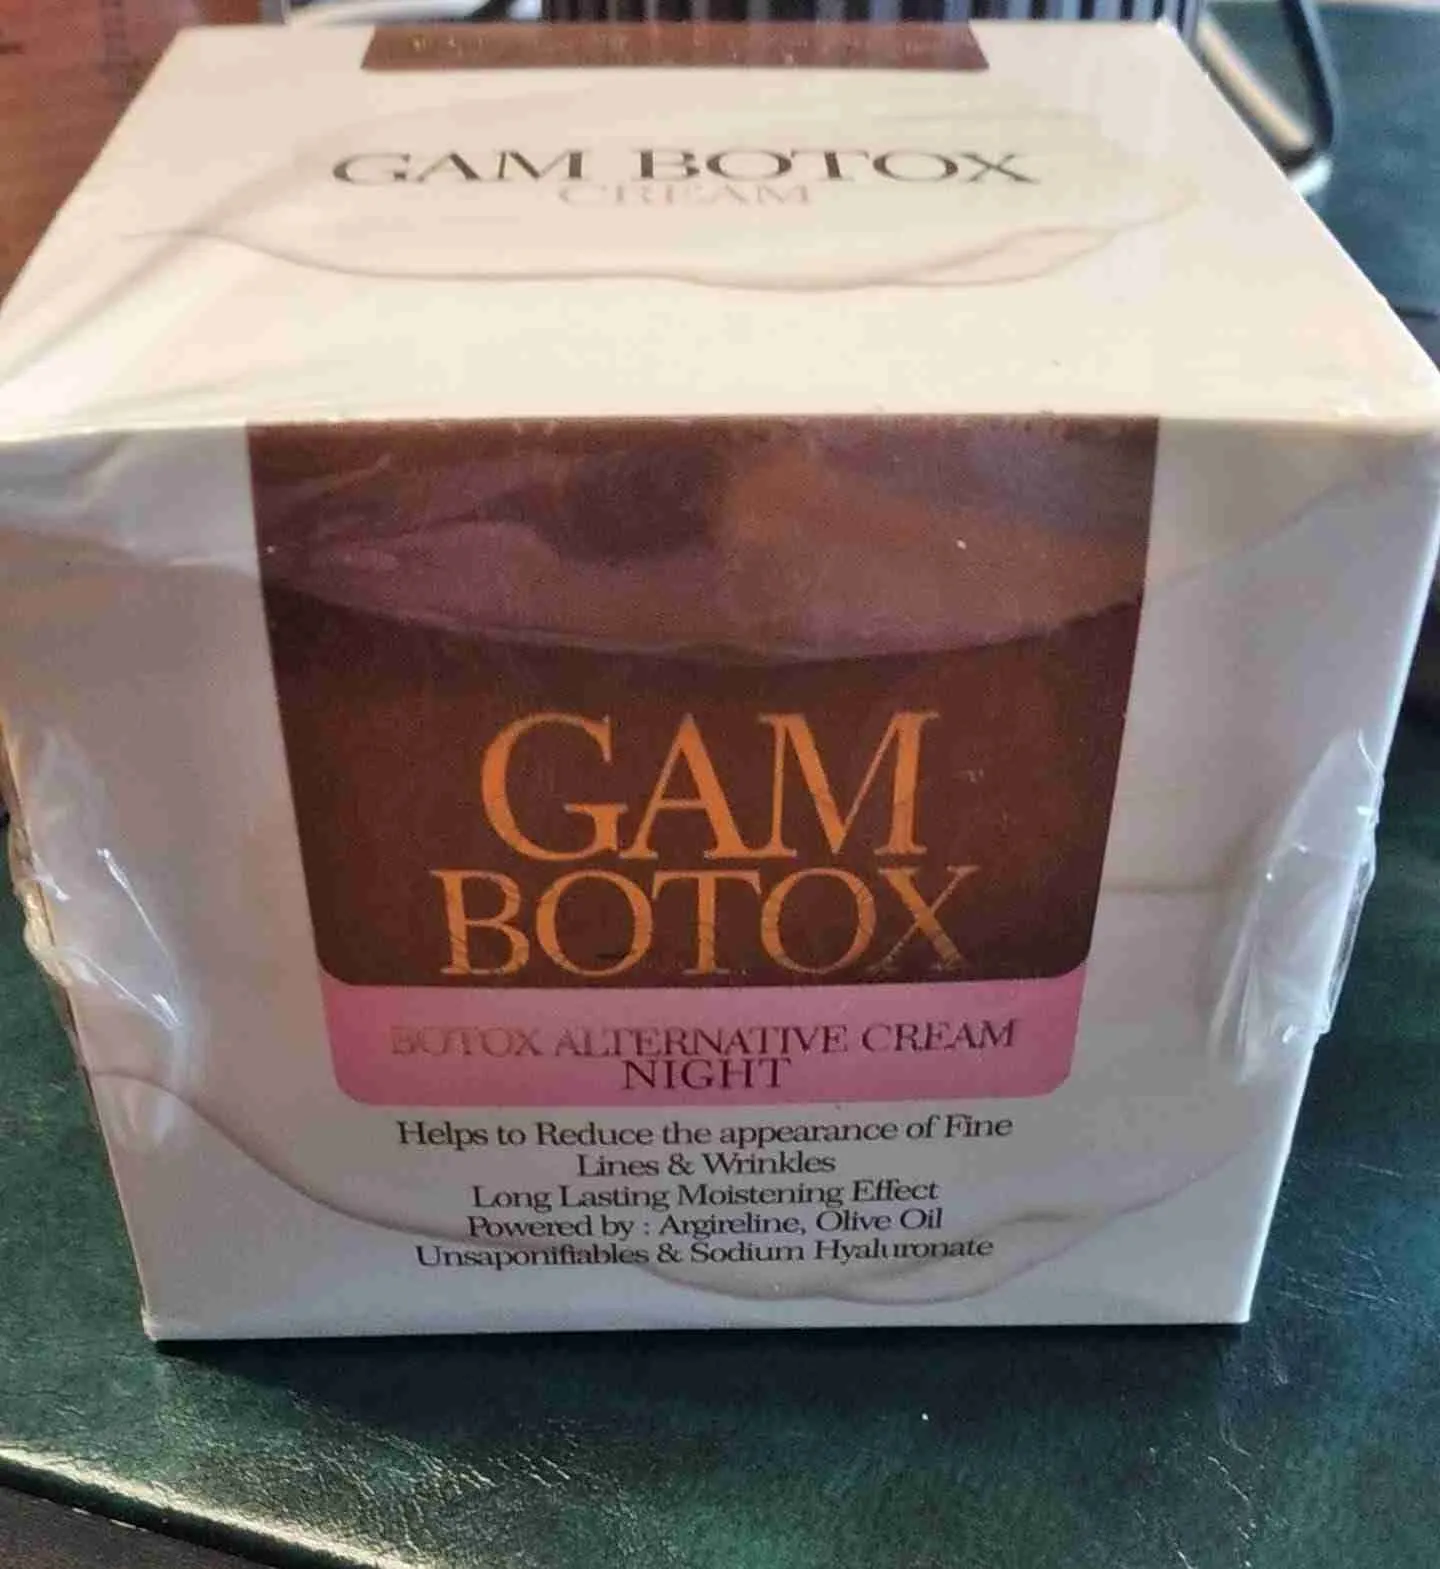 GAM BOTOX
CREAM
GAM
BOTOX
BOTOX ALTERNATIVE CREAM
NIGHT
Helps to Reduce the appearance of Fine
Lines & Wrinkles
Long Lasting Moistening Effect
Powered by : Argireline, Olive Oil
Unsaponifiables & Sodium Hyaluronate